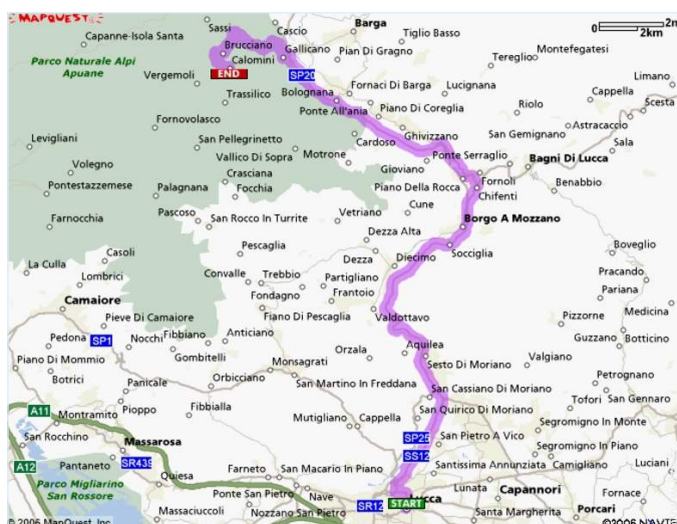 MAPQUEST
Sassi
Cascio
Barga
2m
0
2km
Capanne-Isola Santa
Tiglio Basso
Brucciano
Gallicano
Pian Di Gragno
Montefegatesi
Parco Naturale Alpi
Apuane
Calomini
Tereglio
END
SP20
Vergemoli
Fornaci Di Barga
Limano
Bolognana
Lucignana
Cappella
Trassilico
Scesta
Ponte All'ania
Piano Di Coreglia
Riolo
Fornovolasco
Astracaccio
Ghivizzano
San Gemignano
Levigliani
San Pellegrinetto
Cardoso
Sala
Vallico Di Sopra
Motrone
Ponte Serraglio
Bagni Di Lucca
Volegno
Gioviano
Crasciana
Fornoli
Pontestazzemese
Palagnana
Focchia
Piano Della Rocca
Chifenti
Benabbio
Pascoso
Vetriano
Cune
Farnocchia
San Rocco In Turrite
Borgo A Mozzano
Dezza Alta
Pescaglia
Dezza
Socciglia
Boveglio
Casoli
La Culla
Diecimo
Convalle
Trebbio
Partigliano
Pracando
Lombrici
Pariana
Fondagno
Frantoio
Camaiore
Medicina
Pieve Di Camaiore
Fiano Di Pescaglia
Valdottavo
Pizzorne
Pedona
SP1
Nocchi
Fibbiano
Anticiano
Guzzano
Botticino
Orzala
Aquilea
Piano Di Mommio
Gombitelli
Monsagrati
Sesto Di Moriano
Valgiano
Botrici
Orbicciano
Petrognano
Panicale
San Martino In Freddana
San Cassiano Di Moriano
Tofori
San Gennaro
A11
Pioppo
Fibbialla
San Quirico Di Moriano
Montramito
Mutigliano
Cappella
Segromigno In Monte
San Rocchino
SP25
San Pietro A Vico
Massarosa
Segromigno In Piano
A12
Pantaneto
SR439
SS12
San Macario In Piano
Santissima Annunziata
Camigliano
Luciani
Quiesa
Farneto
Parco Migliarino
San Rossore
Ponte San Pietro
Nave
Lunata
Capannori
Fornace
SR12
START
Lucca
Massaciuccoli
Nozzano San Pietro
Santa Margherita
Porcari
© 2006 MapQuest, Inc.
©2006 NAVTE